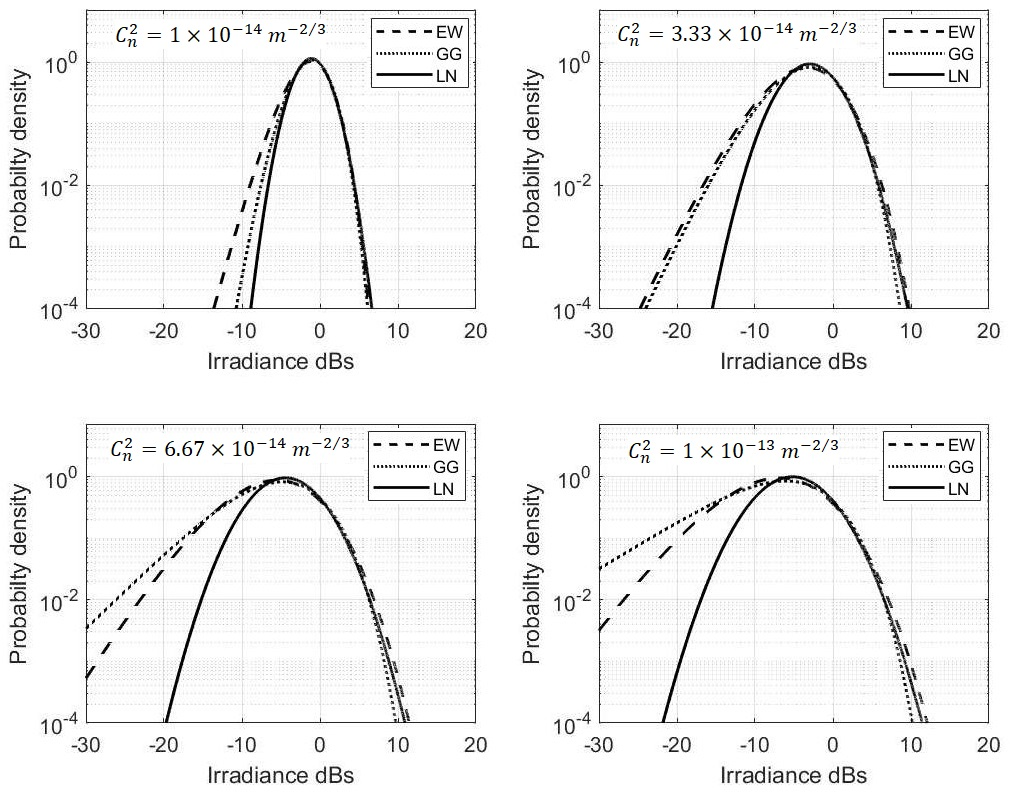 C_n^2 = 1 × 10^−14 m^−2/3
EW
GG
LN
10^0
10^-2
10^-4
Probabilty density
-30 -20 -10 0 10 20
Irradiance dBs
C_n^2 = 3.33 × 10^−14 m^−2/3
EW
GG
LN
10^0
10^-2
10^-4
Probabilty density
-30 -20 -10 0 10 20
Irradiance dBs
C_n^2 = 6.67 × 10^−14 m^−2/3
EW
GG
LN
10^0
10^-2
10^-4
Probabilty density
-30 -20 -10 0 10 20
Irradiance dBs
C_n^2 = 1 × 10^−13 m^−2/3
EW
GG
LN
10^0
10^-2
10^-4
Probabilty density
-30 -20 -10 0 10 20
Irradiance dBs